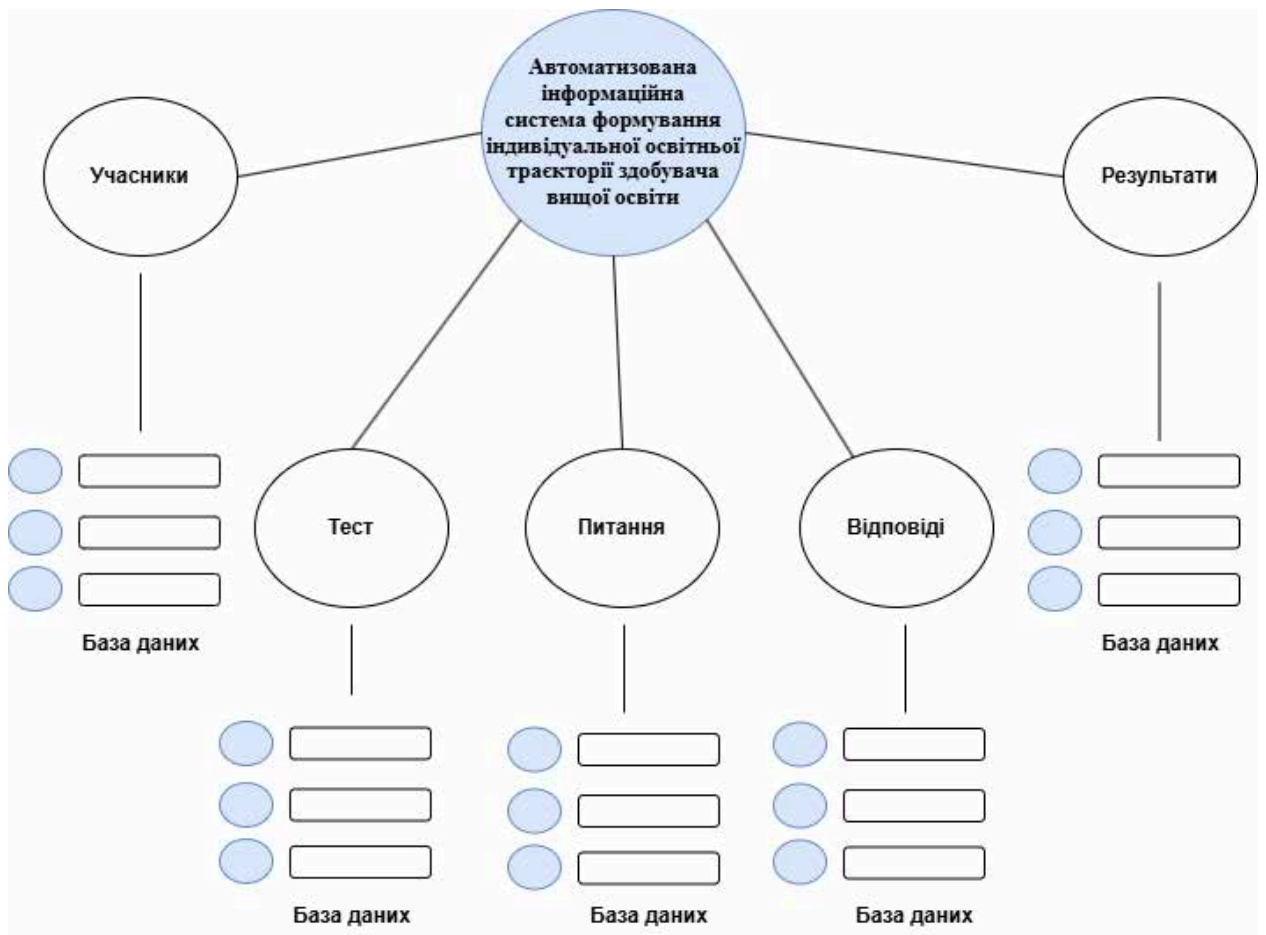 Автоматизована
інформаційна
система формування
індивідуальної освітньої
траєкторії здобувача
вищої освіти
Учасники
Результати
Тест
Питання
Відповіді
База даних
База даних
База даних
База даних
База даних